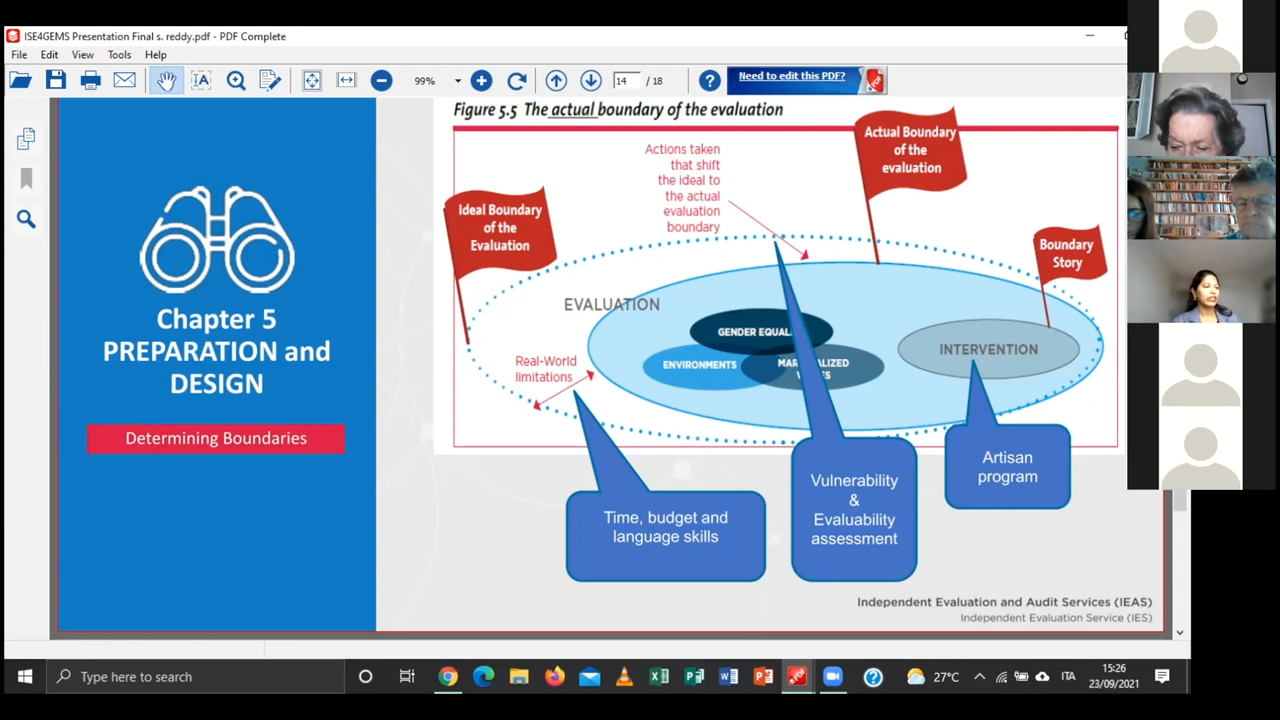 ISE4GEMS Presentation Final s. reddy.pdf - PDF Complete
File Edit View Tools Help
99%
14 / 18
Need to edit this PDF?
Chapter 5
PREPARATION and
DESIGN
Determining Boundaries
Figure 5.5 The actual boundary of the evaluation
Ideal Boundary
of the
Evaluation
Actions taken
that shift
the ideal to
the actual
evaluation
boundary
Actual Boundary
of the
evaluation
Boundary
Story
EVALUATION
GENDER EQUAL
ENVIRONMENTS
INTERVENTION
Real-World
limitations
Time, budget and
language skills
Vulnerability
&
Evaluability
assessment
Artisan
program
Independent Evaluation and Audit Services (IEAS)
Independent Evaluation Service (IES)
Type here to search
27°C
ITA
15:26
23/09/2021